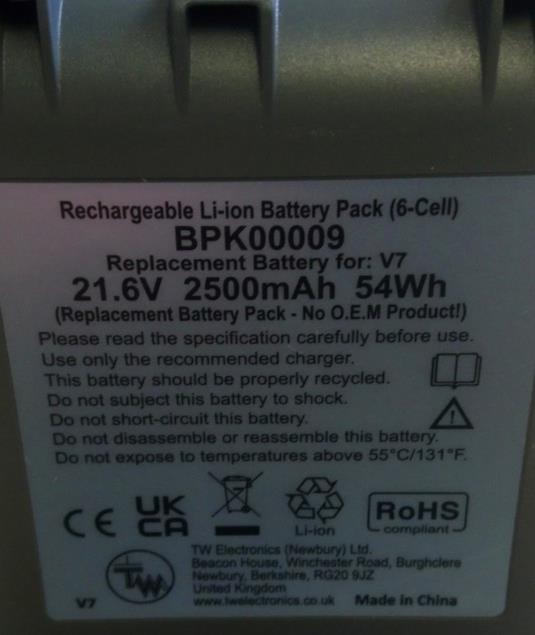 Rechargeable Li-ion Battery Pack (6-Cell)
BPK00009
Replacement Battery for: V7
21.6V 2500mAh 54Wh
(Replacement Battery Pack - No O.E.M Product!)
Please read the specification carefully before use.
Use only the recommended charger.
This battery should be properly recycled.
Do not subject this battery to shock.
Do not short-circuit this battery.
Do not disassemble or reassemble this battery.
Do not expose to temperatures above 55°C/131°F.
CE UK CA Li-ion RoHS compliant
TW
TW Electronics (Newbury) Ltd.
Beacon House, Winchester Road, Burghclere
Newbury, Berkshire, RG20 9JZ
United Kingdom
V7 www.twelectronics.co.uk Made in China